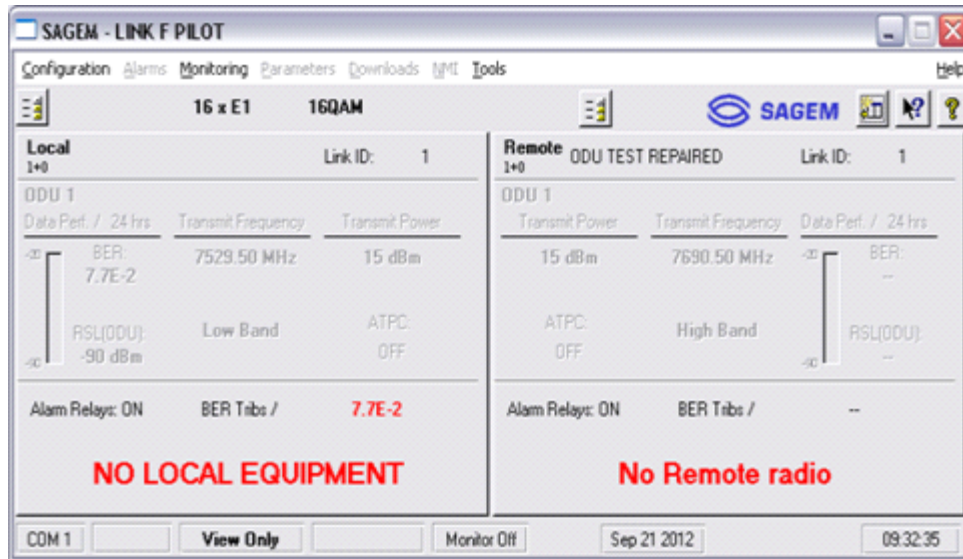 SAGEM - LINK F PILOT
Configuration Alarms Monitoring Parameters Downloads NMI Tools Help
16 x E1 16QAM SAGEM
Local
1+0
Link ID: 1
ODU 1
Data Perf. / 24 hrs Transmit Frequency Transmit Power
BER: 7529.50 MHz 15 dBm
7.7E-2
RSL(ODU): Low Band ATPC:
-90 dBm OFF
-90
Alarm Relays: ON BER Tribs / 7.7E-2
NO LOCAL EQUIPMENT
Remote ODU TEST REPAIRED Link ID: 1
1+0
ODU 1
Transmit Power Transmit Frequency Data Perf. / 24 hrs
15 dBm 7690.50 MHz BER:
--
ATPC: High Band RSL(ODU):
OFF --
-90
Alarm Relays: ON BER Tribs / --
No Remote radio
COM 1 View Only Monitor Off Sep 21 2012 09:32:35